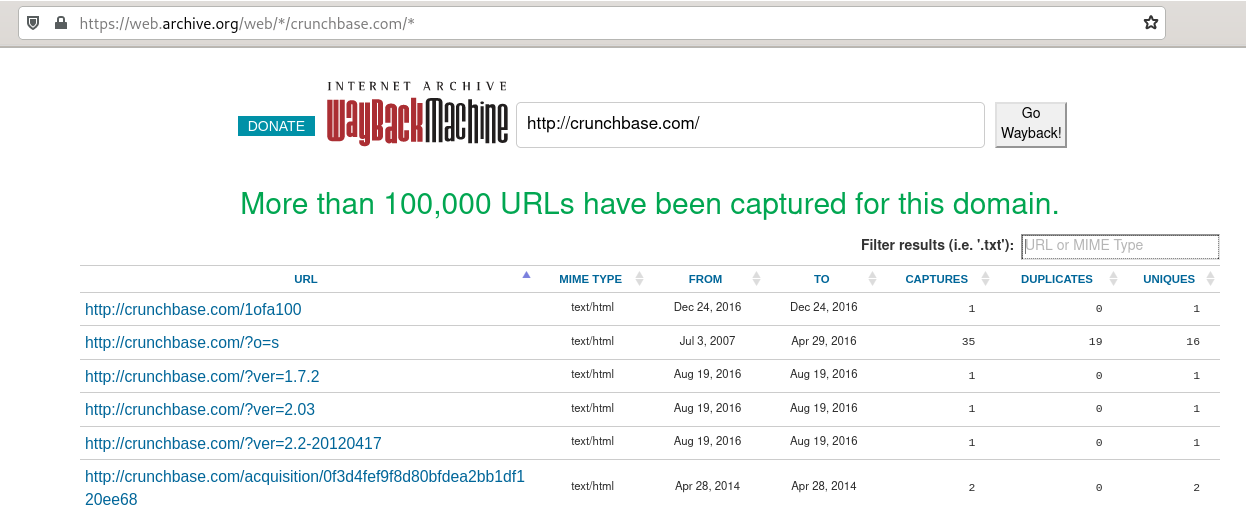 https://web.archive.org/web/*/crunchbase.com/*
INTERNET ARCHIVE
DONATE
WayBackMachine
http://crunchbase.com/
Go
Wayback!
More than 100,000 URLs have been captured for this domain.
Filter results (i.e. '.txt'): URL or MIME Type
URL MIME TYPE FROM TO CAPTURES DUPLICATES UNIQUES
http://crunchbase.com/1ofa100 text/html Dec 24, 2016 Dec 24, 2016 1 0 1
http://crunchbase.com/?o=s text/html Jul 3, 2007 Apr 29, 2016 35 19 16
http://crunchbase.com/?ver=1.7.2 text/html Aug 19, 2016 Aug 19, 2016 1 0 1
http://crunchbase.com/?ver=2.03 text/html Aug 19, 2016 Aug 19, 2016 1 0 1
http://crunchbase.com/?ver=2.2-20120417 text/html Aug 19, 2016 Aug 19, 2016 1 0 1
http://crunchbase.com/acquisition/0f3d4fef9f8d80bfdea2bb1df1
20ee68 text/html Apr 28, 2014 Apr 28, 2014 2 0 2